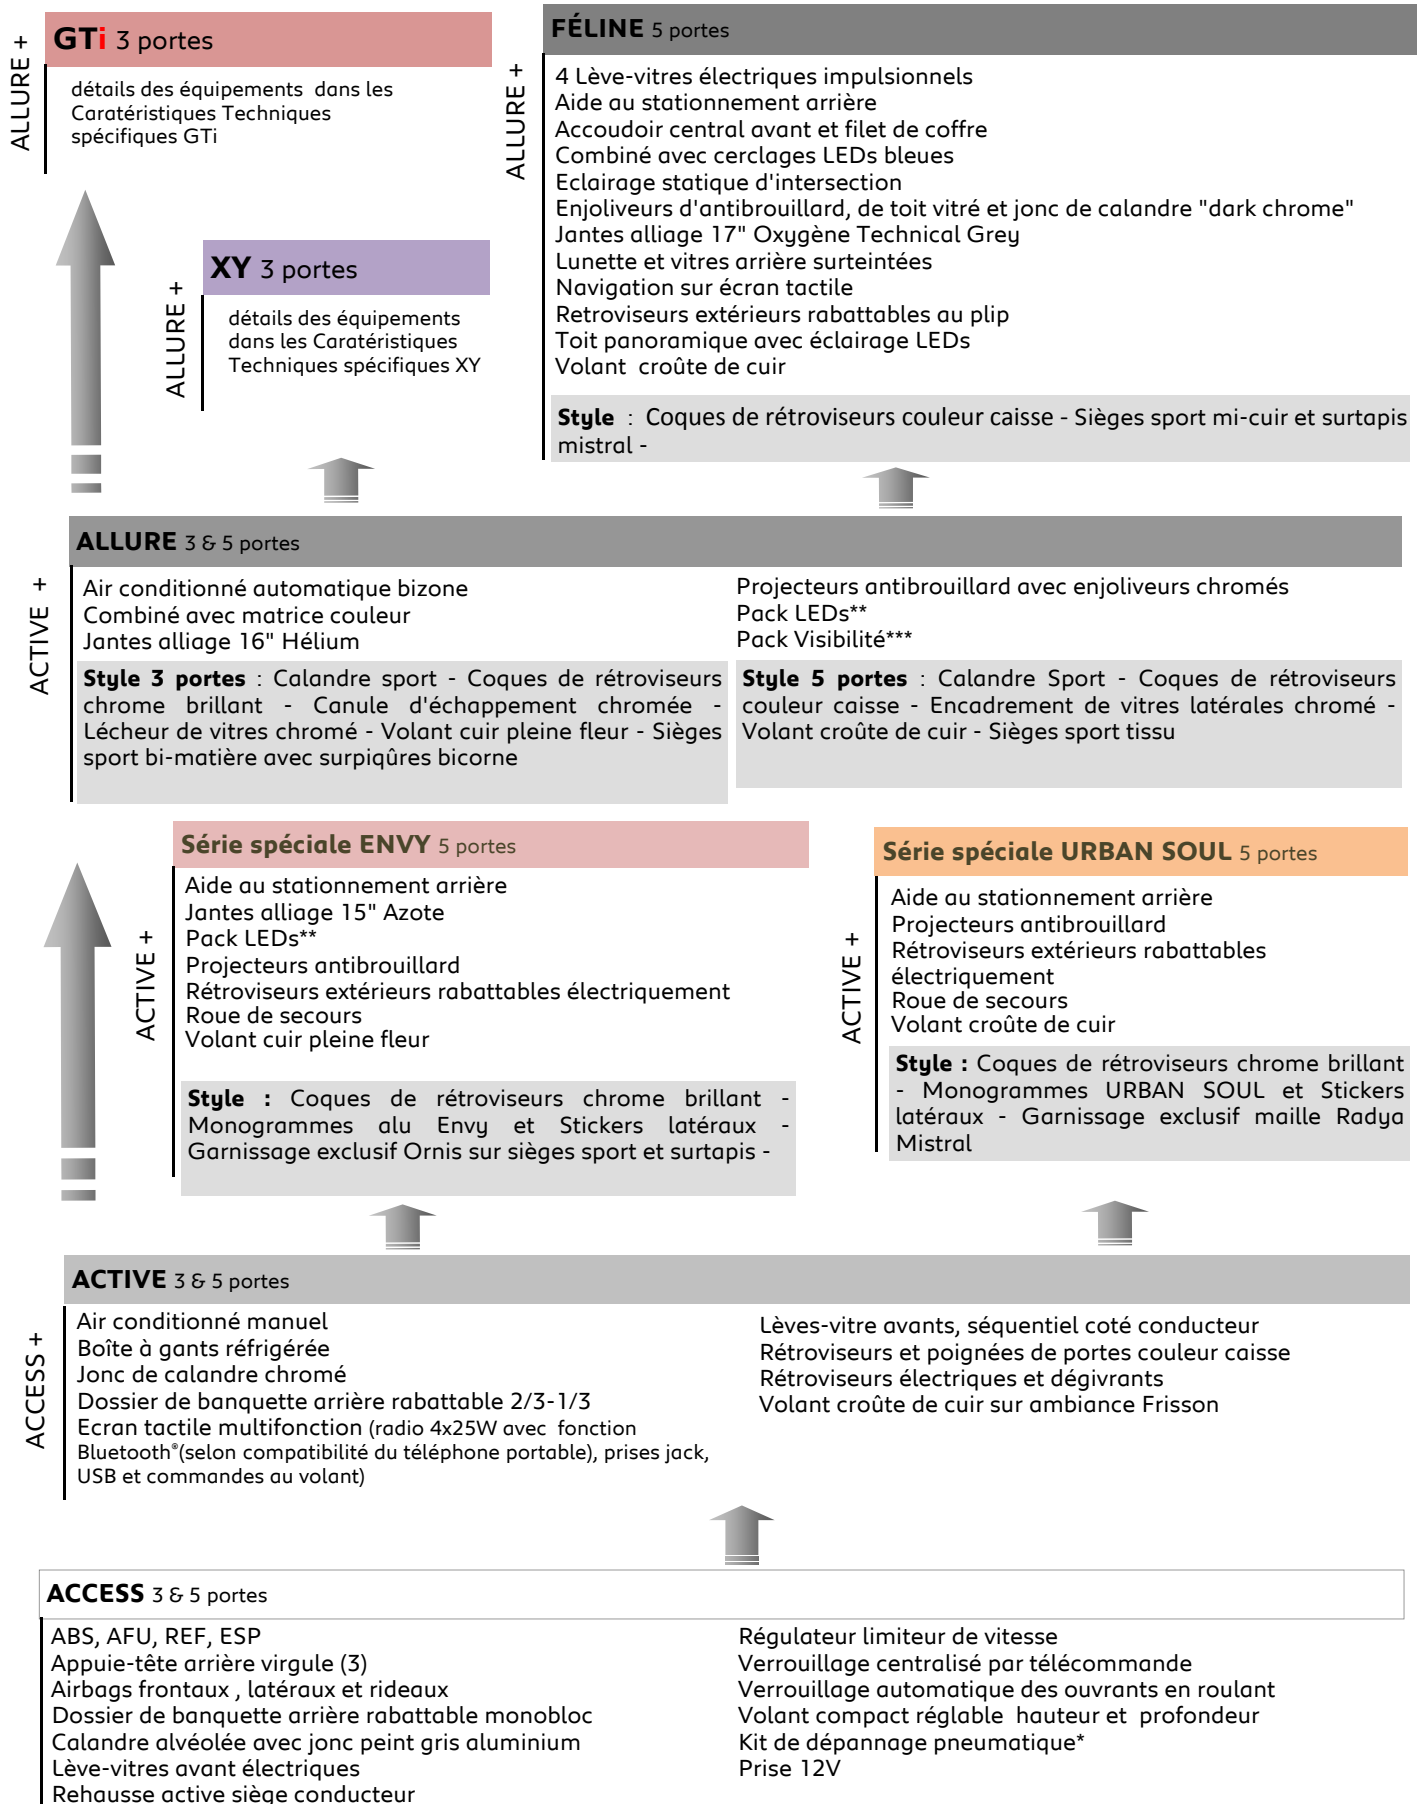 ALLURE +
GTi 3 portes
détails des équipements dans les
Caratéristiques Techniques
spécifiques GTi
ALLURE +
XY 3 portes
détails des équipements
dans les Caratéristiques
Techniques spécifiques XY
ALLURE +
FÉLINE 5 portes
4 Lève-vitres électriques impulsionnels
Aide au stationnement arrière
Accoudoir central avant et filet de coffre
Combiné avec cerclages LEDs bleues
Eclairage statique d'intersection
Enjoliveurs d'antibrouillard, de toit vitré et jonc de calandre "dark chrome"
Jantes alliage 17" Oxygène Technical Grey
Lunette et vitres arrière surteintées
Navigation sur écran tactile
Retroviseurs extérieurs rabattables au plip
Toit panoramique avec éclairage LEDs
Volant croûte de cuir
Style : Coques de rétroviseurs couleur caisse - Sièges sport mi-cuir et surtapis
mistral -
ACTIVE +
ALLURE 3 & 5 portes
Air conditionné automatique bizone
Combiné avec matrice couleur
Jantes alliage 16" Hélium
Projecteurs antibrouillard avec enjoliveurs chromés
Pack LEDs**
Pack Visibilité***
Style 3 portes : Calandre sport - Coques de rétroviseurs
chrome brillant - Canule d'échappement chromée -
Lécheur de vitres chromé - Volant cuir pleine fleur - Sièges
sport bi-matière avec surpiqûres bicorne
Style 5 portes : Calandre Sport - Coques de rétroviseurs
couleur caisse - Encadrement de vitres latérales chromé -
Volant croûte de cuir - Sièges sport tissu
ACTIVE +
Série spéciale ENVY 5 portes
Aide au stationnement arrière
Jantes alliage 15" Azote
Pack LEDs**
Projecteurs antibrouillard
Rétroviseurs extérieurs rabattables électriquement
Roue de secours
Volant cuir pleine fleur
Style : Coques de rétroviseurs chrome brillant -
Monogrammes alu Envy et Stickers latéraux -
Garnissage exclusif Ornis sur sièges sport et surtapis -
ACTIVE +
Série spéciale URBAN SOUL 5 portes
Aide au stationnement arrière
Projecteurs antibrouillard
Rétroviseurs extérieurs rabattables
électriquement
Roue de secours
Volant croûte de cuir
Style : Coques de rétroviseurs chrome brillant
- Monogrammes URBAN SOUL et Stickers
latéraux - Garnissage exclusif maille Radya
Mistral
ACCESS +
ACTIVE 3 & 5 portes
Air conditionné manuel
Boîte à gants réfrigérée
Jonc de calandre chromé
Dossier de banquette arrière rabattable 2/3-1/3
Ecran tactile multifonction (radio 4x25W avec fonction
Bluetooth®(selon compatibilité du téléphone portable), prises jack,
USB et commandes au volant)
Lèves-vitre avants, séquentiel coté conducteur
Rétroviseurs et poignées de portes couleur caisse
Rétroviseurs électriques et dégivrants
Volant croûte de cuir sur ambiance Frisson
ACCESS 3 & 5 portes
ABS, AFU, REF, ESP
Appuie-tête arrière virgule (3)
Airbags frontaux , latéraux et rideaux
Dossier de banquette arrière rabattable monobloc
Calandre alvéolée avec jonc peint gris aluminium
Lève-vitres avant électriques
Rehausse active siège conducteur
Régulateur limiteur de vitesse
Verrouillage centralisé par télécommande
Verrouillage automatique des ouvrants en roulant
Volant compact réglable hauteur et profondeur
Kit de dépannage pneumatique*
Prise 12V